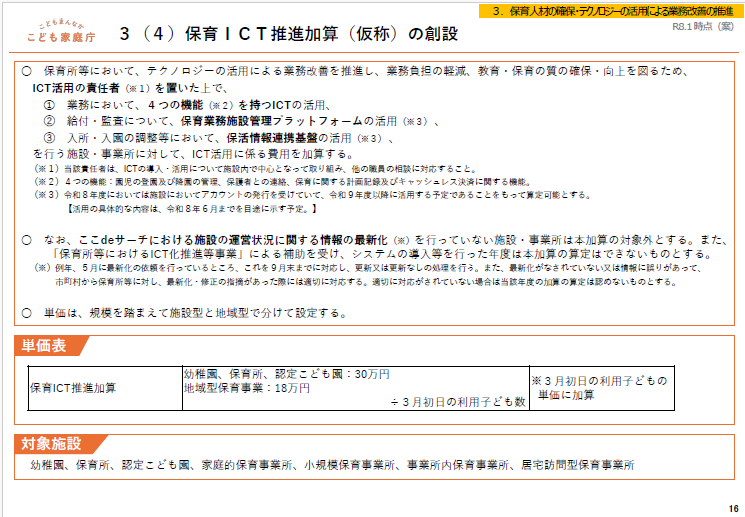 3．保育人材の確保・テクノロジーの活用による業務改善の推進
R8.1時点（案）
こどもまんなか
こども家庭庁
３（４）保育ＩＣＴ推進加算（仮称）の創設
○　保育所等において、テクノロジーの活用による業務改善を推進し、業務負担の軽減、教育・保育の質の確保・向上を図るため、
ICT活用の責任者（※１）を置いた上で、
①　業務において、４つの機能（※２）を持つICTの活用、
②　給付・監査について、保育業務施設管理プラットフォームの活用（※３）、
③　入所・入園の調整等において、保活情報連携基盤の活用（※３）、
を行う施設・事業所に対して、ICT活用に係る費用を加算する。
（※１）当該責任者は、ICTの導入・活用について施設内で中心となって取り組み、他の職員の相談に対応すること。
（※２）４つの機能：園児の登園及び降園の管理、保護者との連絡、保育に関する計画記録及びキャッシュレス決済に関する機能。
（※３）令和８年度においては施設においてアカウントの発行を受けていて、令和９年度以降に活用する予定であることをもって算定可能とする。
【活用の具体的な内容は、令和８年６月までを目途に示す予定。】
○　なお、ここdeサーチにおける施設の運営状況に関する情報の最新化（※）を行っていない施設・事業所は本加算の対象外とする。また、
「保育所等におけるICT化推進等事業」による補助を受け、システムの導入等を行った年度は本加算の算定はできないものとする。
（※）例年、５月に最新化の依頼を行っているところ、これを９月末までに対応し、更新又は更新なしの処理を行う。また、最新化がなされていない又は情報に誤りがあって、
市町村から保育所等に対し、最新化・修正の指摘があった際には適切に対応する。適切に対応がされていない場合は当該年度の加算の算定は認めないものとする。
○　単価は、規模を踏まえて施設型と地域型で分けて設定する。
単価表
保育ICT推進加算
幼稚園、保育所、認定こども園：30万円
地域型保育事業：18万円
÷３月初日の利用子ども数
※３月初日の利用子どもの
単価に加算
対象施設
幼稚園、保育所、認定こども園、家庭的保育事業所、小規模保育事業所、事業所内保育事業所、居宅訪問型保育事業所
16